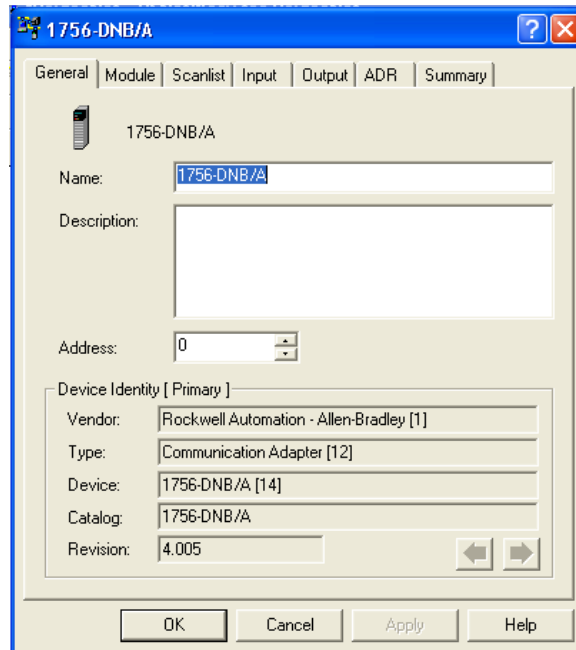 1756-DNB/A
General Module Scanlist Input Output ADR Summary
1756-DNB/A
Name: 1756-DNB/A
Description:
Address: 0
Device Identity [ Primary ]
Vendor: Rockwell Automation - Allen-Bradley [1]
Type: Communication Adapter [12]
Device: 1756-DNB/A [14]
Catalog: 1756-DNB/A
Revision: 4.005
OK Cancel Apply Help